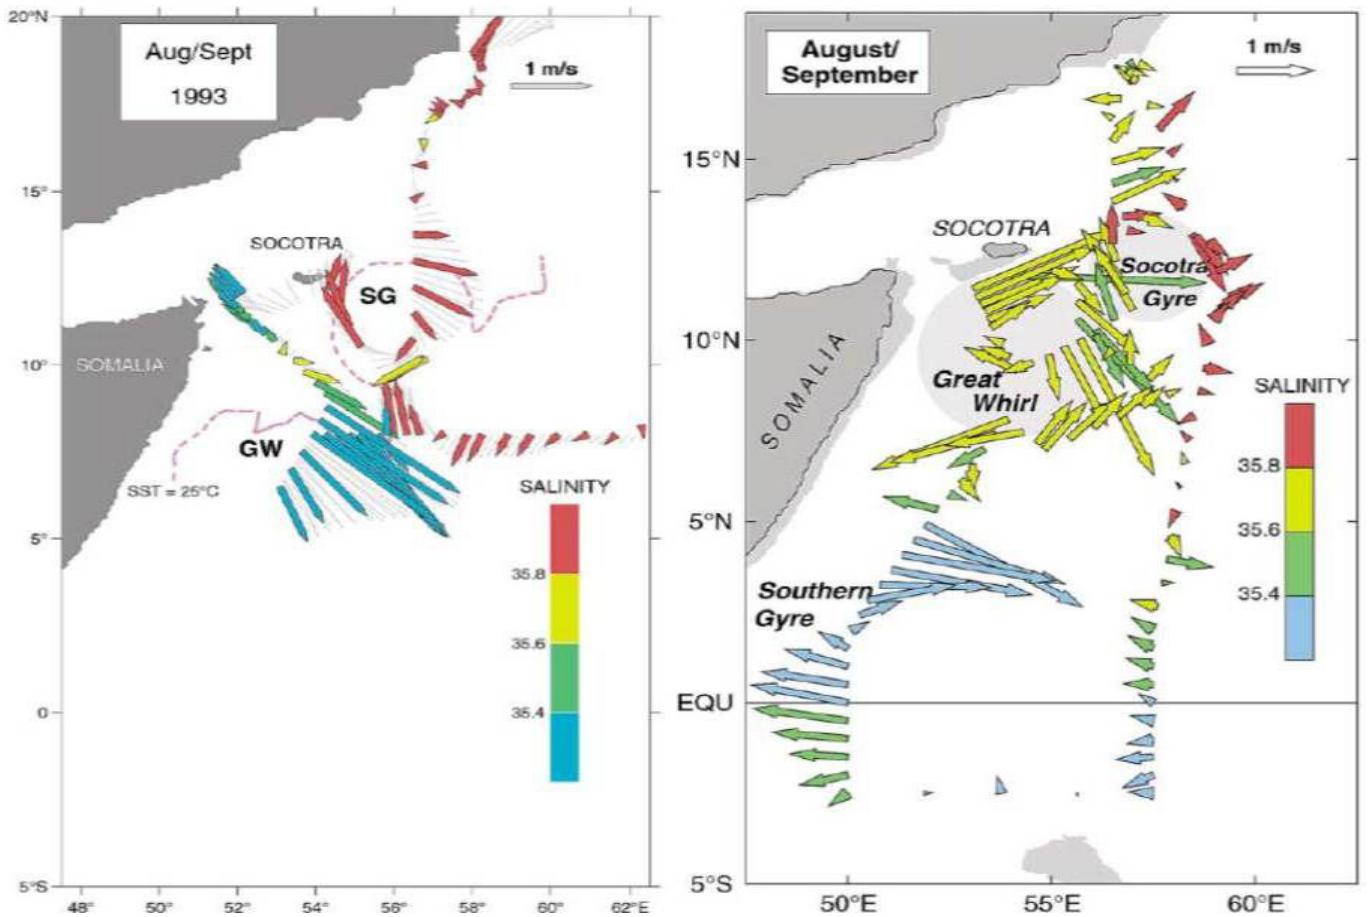 20°N
Aug/Sept
1993
1 m/s
15°
SOCOTRA
SG
10°
SOMALIA
GW
SST = 25°C
SALINITY
35.8
5°
35.6
35.4
0
5°S
48°
50°
52°
54°
56°
58°
60°
62°E
August/
September
1 m/s
15°N
SOCOTRA
Socotra
Gyre
10°N
SOMALIA
Great
Whirl
SALINITY
35.8
5°N
35.6
35.4
Southern
Gyre
EQU
5°S
50°E
55°E
60°E